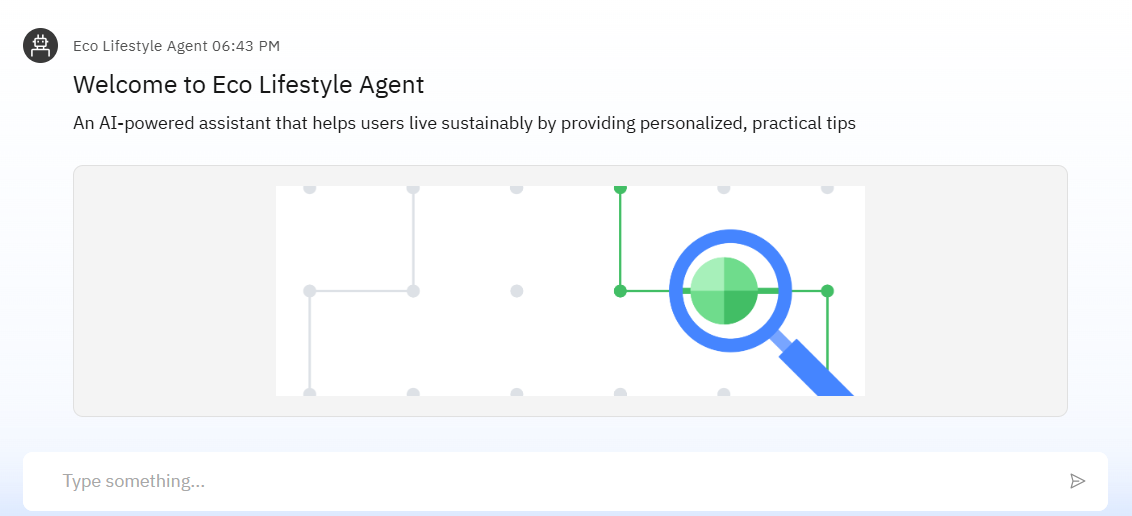 Eco Lifestyle Agent 06:43 PM
Welcome to Eco Lifestyle Agent
An AI-powered assistant that helps users live sustainably by providing personalized, practical tips
Type something...